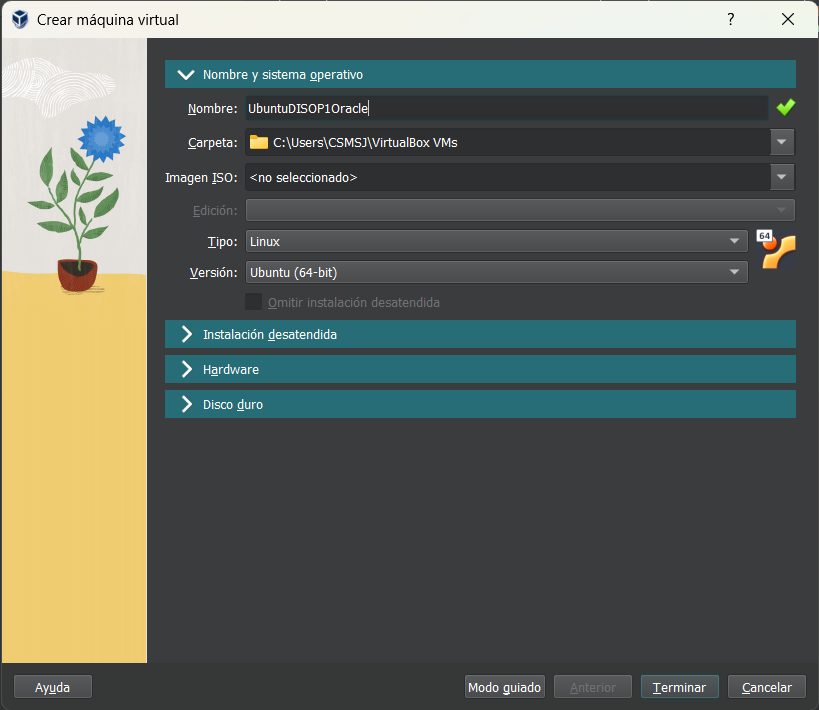 Crear máquina virtual
?
Nombre y sistema operativo
Nombre: UbuntuDISOP1Oracle
Carpeta: C:\Users\CSMSJ\VirtualBox VMs
Imagen ISO: <no seleccionado>
Edición:
Tipo: Linux
64
Versión: Ubuntu (64-bit)
Omitir instalación desatendida
Instalación desatendida
Hardware
Disco duro
Ayuda Modo guiado Anterior Terminar Cancelar